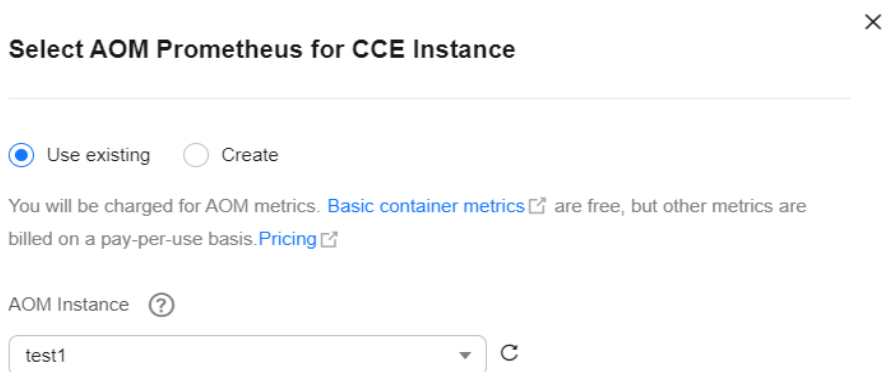 Select AOM Prometheus for CCE Instance
Use existing Create
You will be charged for AOM metrics. Basic container metrics are free, but other metrics are
billed on a pay-per-use basis.Pricing
AOM Instance ?
test1